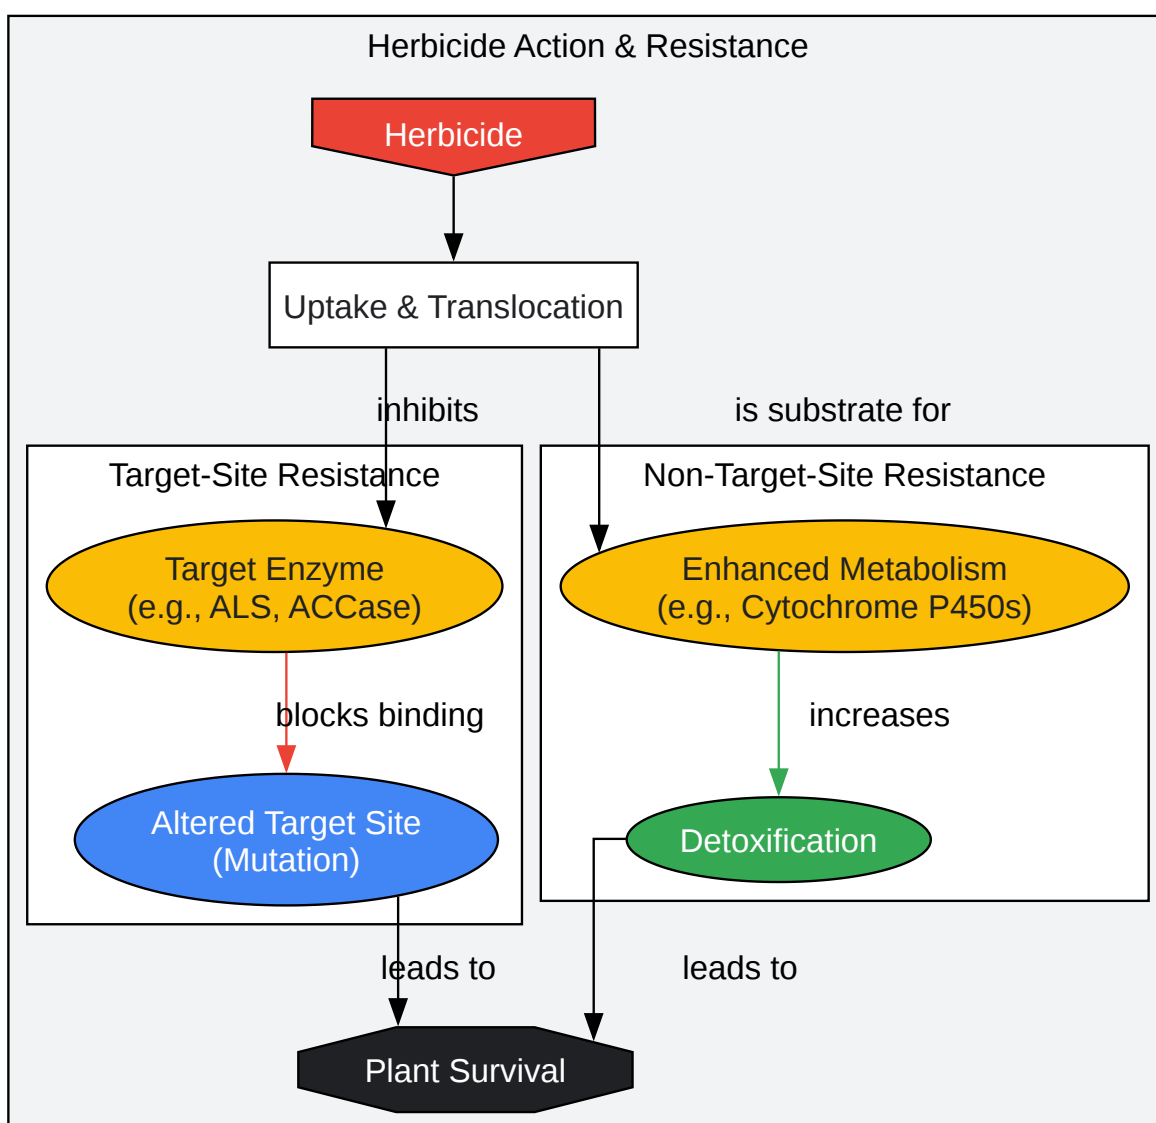 Herbicide Action & Resistance
Herbicide
Uptake & Translocation
inhibits
is substrate for
Target-Site Resistance
Non-Target-Site Resistance
Target Enzyme
(e.g., ALS, ACCase)
Enhanced Metabolism
(e.g., Cytochrome P450s)
blocks binding
increases
Altered Target Site
(Mutation)
Detoxification
leads to
leads to
Plant Survival